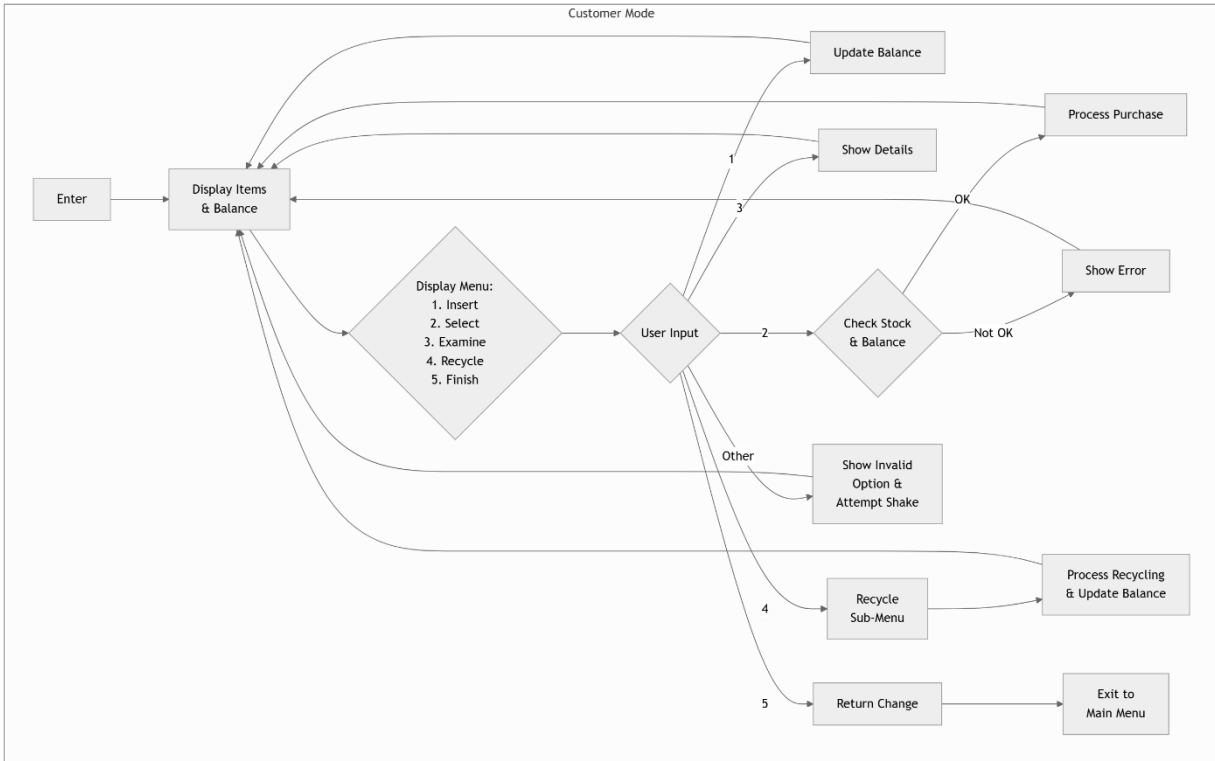 Customer Mode
Update Balance
Process Purchase
Show Details
1
Enter
Display Items
& Balance
3
OK
Show Error
Display Menu:
1. Insert
2. Select
3. Examine
4. Recycle
5. Finish
User Input
2
Check Stock
& Balance
Not OK
Other
Show Invalid
Option &
Attempt Shake
Process Recycling
& Update Balance
4
Recycle
Sub-Menu
5
Return Change
Exit to
Main Menu